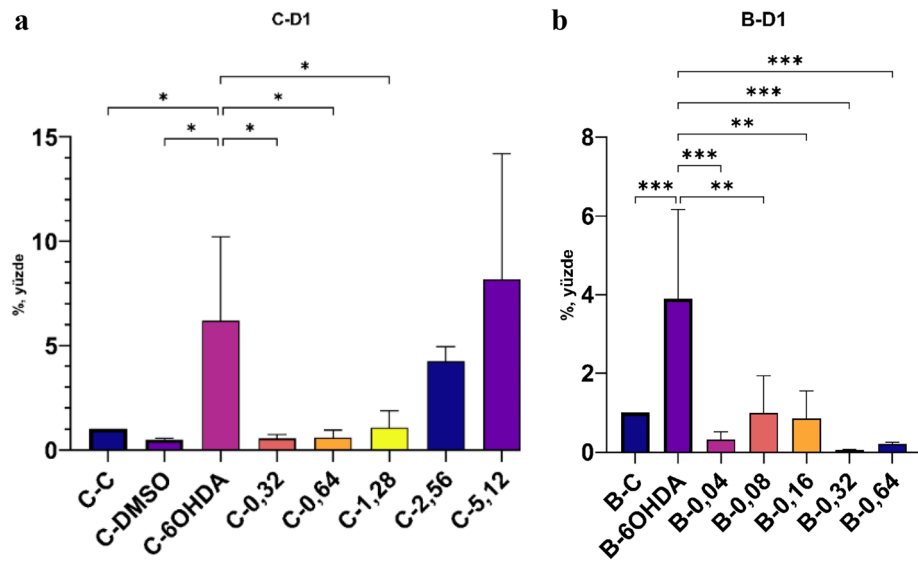 a
C-D1
b
B-D1
*
*
*
*
*
***
***
**
***
***
**
15
10
5
0
%, yüzde
C-C
C-DMSO
C-6OHDA
C-0,32
C-0,64
C-1,28
C-2,56
C-5,12
8
6
4
2
0
%, yüzde
B-C
B-6OHDA
B-0,04
B-0,08
B-0,16
B-0,32
B-0,64